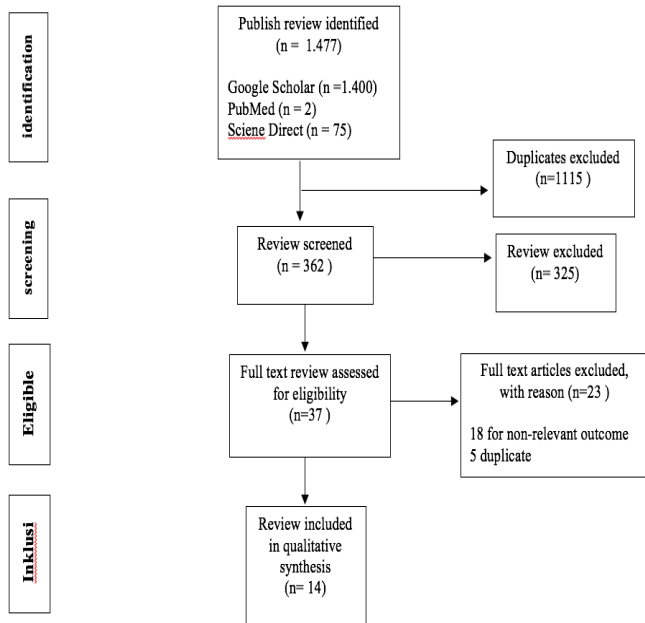 identification
Publish review identified
(n = 1.477)
Google Scholar (n =1.400)
PubMed (n = 2)
Sciene Direct (n = 75)
Duplicates excluded
(n=1115 )
screening
Review screened
(n = 362 )
Review excluded
(n= 325)
Eligible
Full text review assessed
for eligibility
(n=37 )
Full text articles excluded,
with reason (n=23 )
18 for non-relevant outcome
5 duplicate
Inklusi
Review included
in qualitative
synthesis
(n= 14)